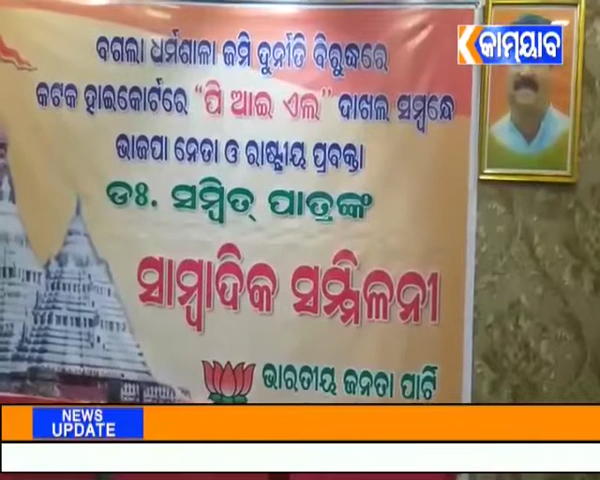 କାମ୍ୟାବ
ବଗଲା ଧର୍ମଶାଳା ଜମି ଦୁର୍ନୀତି ବିରୁଦ୍ଧରେ
କଟକ ହାଇକୋର୍ଟରେ “ପି ଆଇ ଏଲ” ଦାଖଲ ସମ୍ବନ୍ଧେ
ଭାଜପା ନେତା ଓ ରାଷ୍ଟ୍ରୀୟ ପ୍ରବକ୍ତା
ଡଃ. ସମ୍ବିତ୍ ପାତ୍ରଙ୍କ
ସାମ୍ବାଦିକ ସମ୍ମିଳନୀ
ଭାରତୀୟ ଜନତା ପାର୍ଟି
NEWS
UPDATE